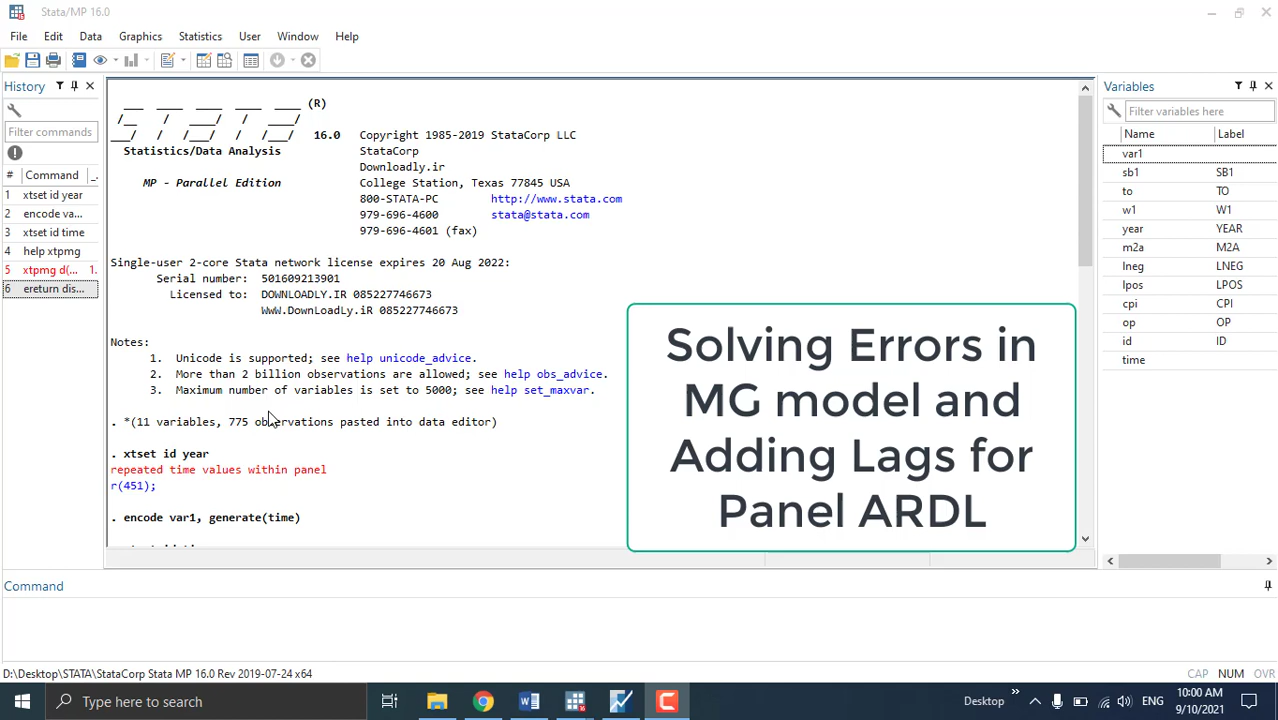 Stata/MP 16.0
File Edit Data Graphics Statistics User Window Help
History
Filter commands
# Command _.
1 xtset id year
2 encode va...
3 xtset id time
4 help xtpmg
5 xtpmg d(... 1.
6 ereturn dis...
(R)
16.0 Copyright 1985-2019 StataCorp LLC
Statistics/Data Analysis StataCorp
Downloadly.ir
MP - Parallel Edition College Station, Texas 77845 USA
800-STATA-PC http://www.stata.com
979-696-4600 stata@stata.com
979-696-4601 (fax)
Single-user 2-core Stata network license expires 20 Aug 2022:
Serial number: 501609213901
Licensed to: DOWNLOADLY.IR 085227746673
WwW.DownLoadLy.iR 085227746673
Notes:
1. Unicode is supported; see help unicode_advice.
2. More than 2 billion observations are allowed; see help obs_advice.
3. Maximum number of variables is set to 5000; see help set_maxvar.
. *(11 variables, 775 observations pasted into data editor)
. xtset id year
repeated time values within panel
r(451);
. encode var1, generate(time)
Solving Errors in
MG model and
Adding Lags for
Panel ARDL
Variables
Filter variables here
Name Label
var1
sb1 SB1
to TO
w1 W1
year YEAR
m2a M2A
lneg LNEG
lpos LPOS
cpi CPI
op OP
id ID
time
Command
D:\Desktop\STATA\StataCorp Stata MP 16.0 Rev 2019-07-24 x64
CAP NUM OVR
Type here to search
Desktop
ENG
10:00 AM
9/10/2021